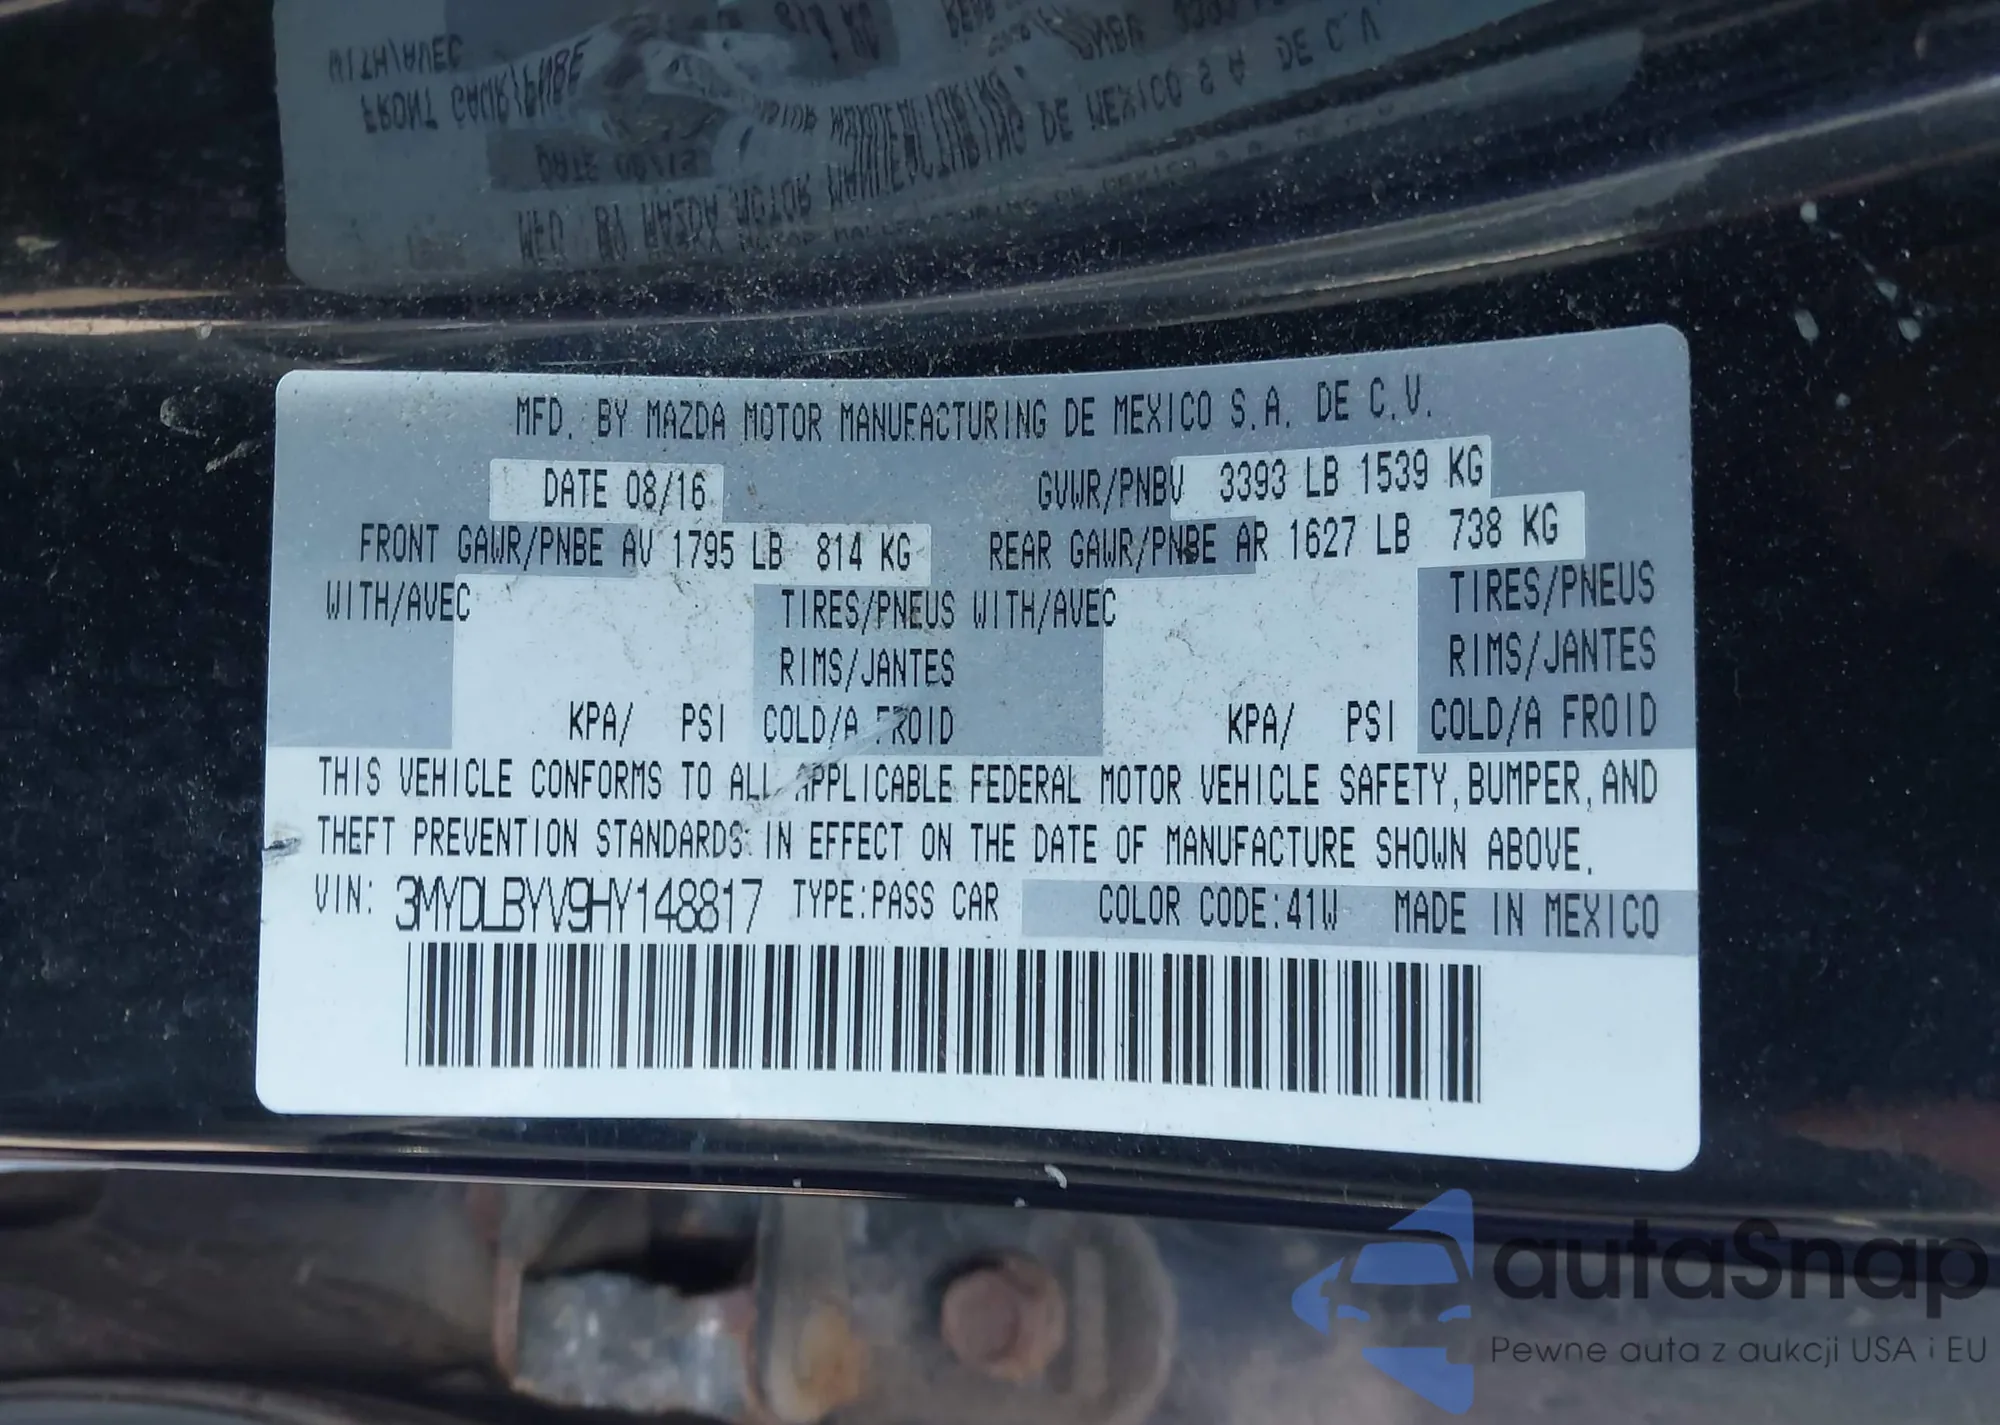 MFD. BY MAZDA MOTOR MANUFACTURING DE MEXICO S.A. DE C.V.
DATE 08/16 GVWR/PNBV 3393 LB 1539 KG
FRONT GAWR/PNBE AV 1795 LB 814 KG REAR GAWR/PNBE AR 1627 LB 738 KG
WITH/AVEC TIRES/PNEUS WITH/AVEC TIRES/PNEUS
RIMS/JANTES RIMS/JANTES
KPA/ PSI COLD/A FROID KPA/ PSI COLD/A FROID
THIS VEHICLE CONFORMS TO ALL APPLICABLE FEDERAL MOTOR VEHICLE SAFETY, BUMPER, AND
THEFT PREVENTION STANDARDS IN EFFECT ON THE DATE OF MANUFACTURE SHOWN ABOVE.
VIN: 3MYDLBYV9HY148817 TYPE:PASS CAR COLOR CODE:41W MADE IN MEXICO
autaSnap
Pewne auta z aukcji USA i EU